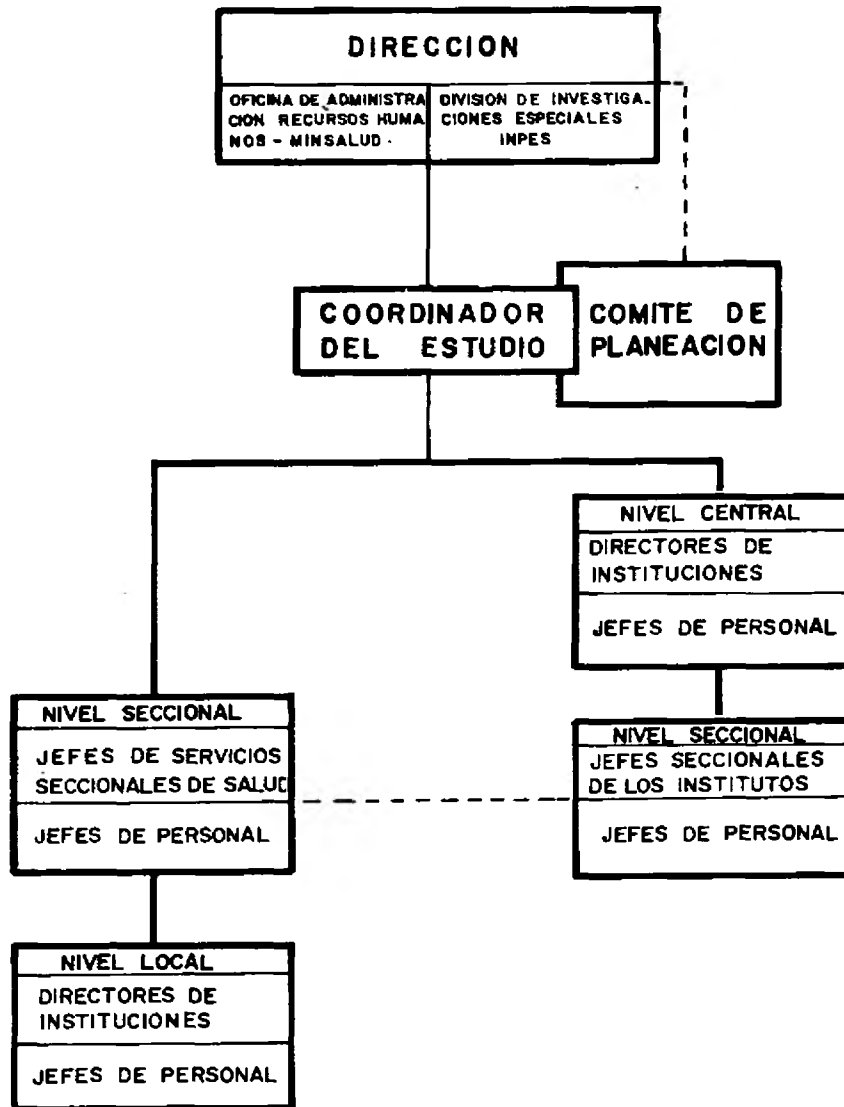 DIRECCION
OFICINA DE ADMINISTRA
CION RECURSOS HUMA
NOS - MINSALUD.
DIVISION DE INVESTIGA_
CIONES ESPECIALES
INPES
COORDINADOR
DEL ESTUDIO
COMITE DE
PLANEACION
NIVEL CENTRAL
DIRECTORES DE
INSTITUCIONES
JEFES DE PERSONAL
NIVEL SECCIONAL
JEFES DE SERVICIOS
SECCIONALES DE SALUD
JEFES DE PERSONAL
NIVEL SECCIONAL
JEFES SECCIONALES
DE LOS INSTITUTOS
JEFES DE PERSONAL
NIVEL LOCAL
DIRECTORES DE
INSTITUCIONES
JEFES DE PERSONAL